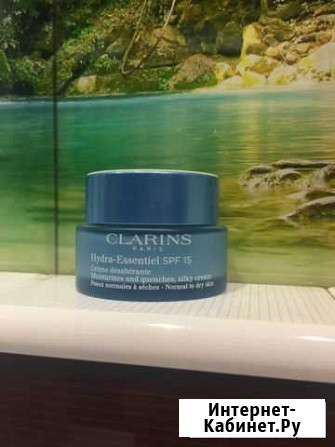 CLARINS
PARIS
Hydra-Essentiel SPF 15
Crème désaltérante
Moisturizes and quenches, silky cream
Peaux normales à sèches - Normal to dry skin
Интернет-
Кабинет.Ру